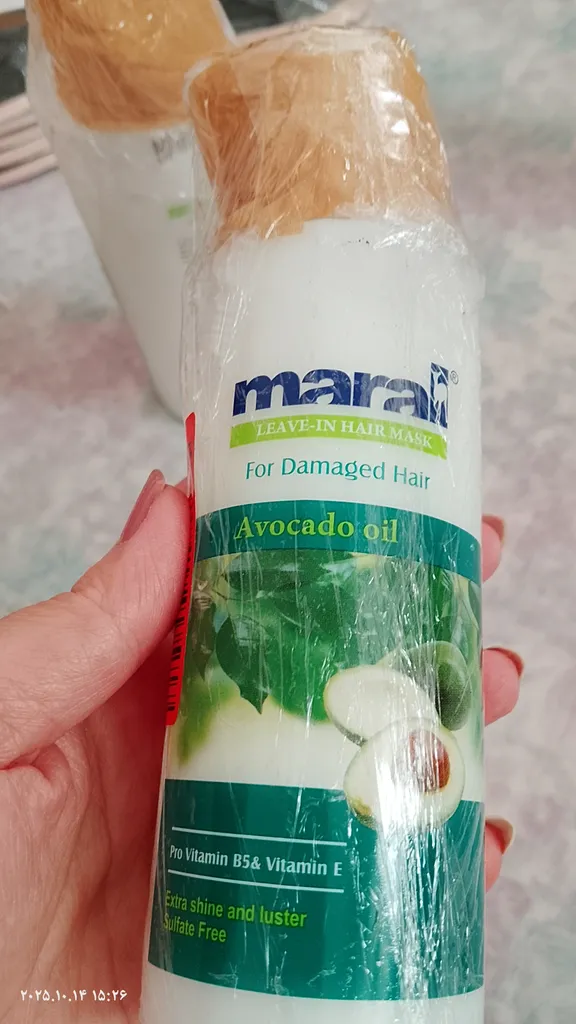 maral®
LEAVE-IN HAIR MASK
For Damaged Hair
Avocado oil
Pro Vitamin B5& Vitamin E
Extra shine and luster
Sulfate Free
۲۰۲۵.۱۰.۱۴ ۱۵:۲۶